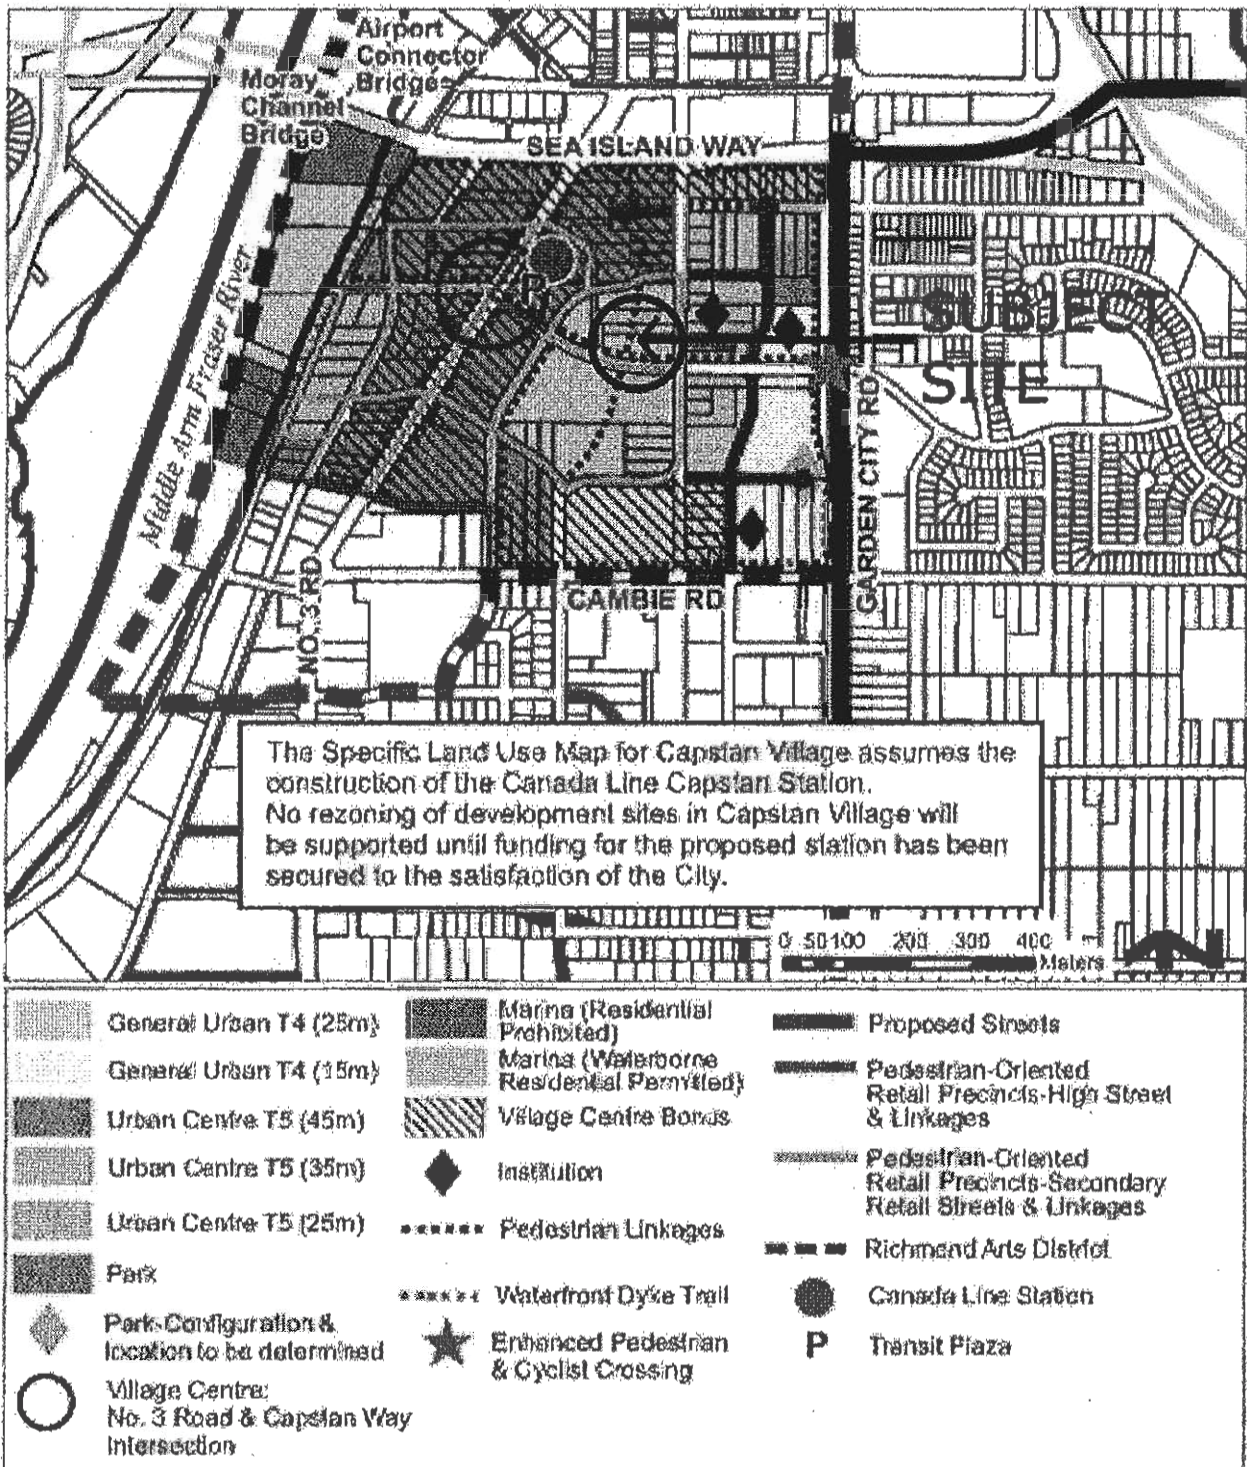 Airport
Connector
Bridges
Moray
Channel
Bridge
SEA ISLAND WAY
Middle Arm Fraser River
P
SUBJECT
SITE
GARDEN CITY RD
NO. 3 RD
CAMBIE RD
The Specific Land Use Map for Capstan Village assumes the
construction of the Canada Line Capstan Station.
No rezoning of development sites in Capstan Village will
be supported until funding for the proposed station has been
secured to the satisfaction of the City.
0 50 100 200 300 400
Meters
General Urban T4 (25m)
General Urban T4 (15m)
Urban Centre T5 (45m)
Urban Centre T5 (35m)
Urban Centre T5 (25m)
Park
Park-Configuration &
location to be determined
Village Centre:
No. 3 Road & Capstan Way
Intersection
Marina (Residential
Prohibited)
Marina (Waterborne
Residential Permitted)
Village Centre Bonus
Institution
Pedestrian Linkages
Waterfront Dyke Trail
Enhanced Pedestrian
& Cyclist Crossing
Proposed Streets
Pedestrian-Oriented
Retail Precincts-High Street
& Linkages
Pedestrian-Oriented
Retail Precincts-Secondary
Retail Streets & Linkages
Richmond Arts District
Canada Line Station
P Transit Plaza